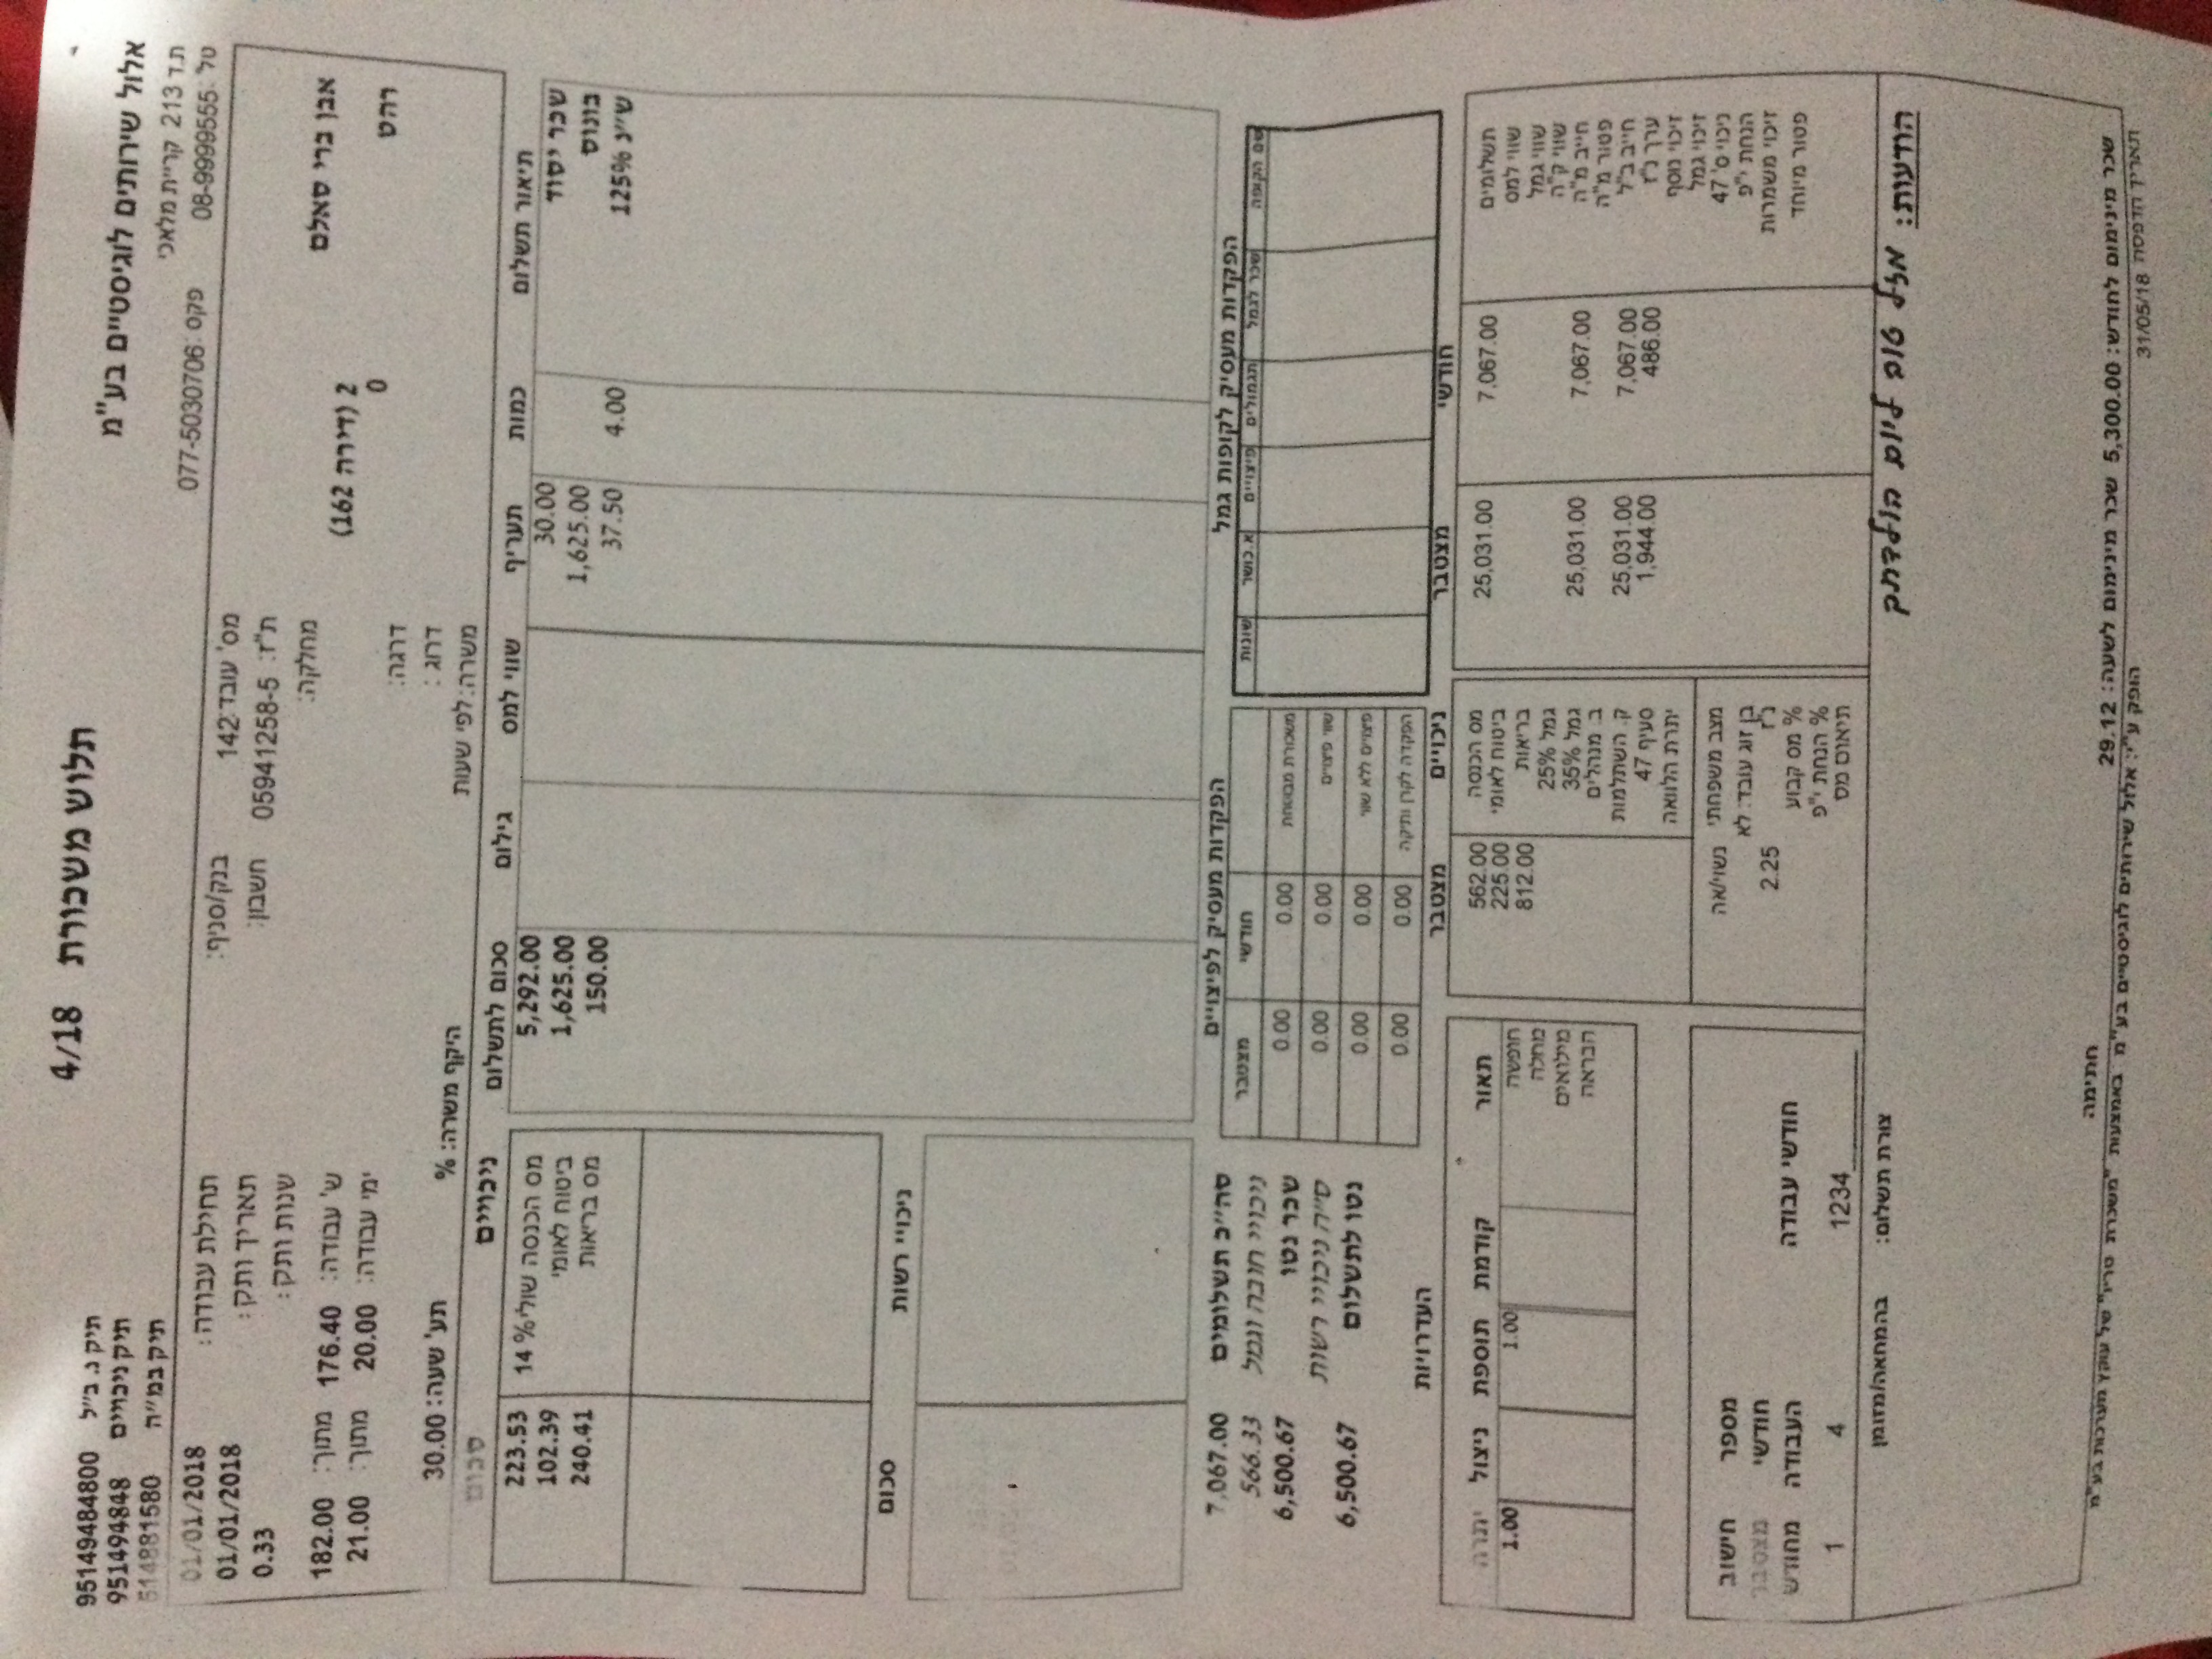 תלוש משכורת 4/18
אלול שירותים לוגיסטיים בע"מ
ת.ד 213 קריית מלאכי
טל: 08-9999555 פקס: 077-5030706
תיק נ. ב"ל 95149484800
תיק ניכויים 951494848
תיק במ"ה 514881580
אבן ברי סאלם
2 (דירה 162)
רהט 0
מס' עובד: 142 בנק/סניף:
ת"ז: 05941258-5 חשבון:
מחלקה:
דרגה:
דרוג:
משרה: לפי שעות
תחילת עבודה: 01/01/2018
תאריך ותק: 01/01/2018
שנות ותק: 0.33
ש' עבודה: 176.40 מתוך: 182.00
ימי עבודה: 20.00 מתוך: 21.00
היקף משרה: % תע' שעה: 30.00
תיאור תשלום כמות תעריף שווי למס גילום סכום לתשלום
שכר יסוד 30.00 5,292.00
בונוס 1,625.00 1,625.00
ש"נ 125% 4.00 37.50 150.00
ניכויים סכום
מס הכנסה שולי 14% 223.53
ביטוח לאומי 102.39
מס בריאות 240.41
ניכויי רשות סכום
סה"כ תשלומים 7,067.00
ניכויי חובה וגמל 566.33
שכר נטו 6,500.67
ס"ה ניכויי רשות
נטו לתשלום 6,500.67
הפקדות מעסיק לקופות גמל
שם הקופה שכר לגמל תגמולים פיצויים א.כושר שונות
הפקדות מעסיק לפיצויים
חודשי מצטבר
משכורת מבוטחת 0.00 0.00
שווי פיצויים 0.00 0.00
פיצויים ללא שווי 0.00 0.00
הפקדה לקרן ותיקה 0.00 0.00
חודשי מצטבר
תשלומים 7,067.00 25,031.00
שווי למס
שווי גמל
שווי ק"ה
חייב מ"ה 7,067.00 25,031.00
פטור מ"ה
חייב ב"ל 7,067.00 25,031.00
ערך נ"ז 486.00 1,944.00
זיכוי נוסף
זיכוי גמל
ניכוי ס' 47
הנחת י"פ
זיכוי משמרות
פטור מיוחד
ניכויים מצטבר
מס הכנסה 562.00
ביטוח לאומי 225.00
בריאות 812.00
גמל 25%
גמל 35%
ב. מנהלים
ק. השתלמות
סעיף 47
יתרת הלוואה
מצב משפחתי נשוי/אה
בן זוג עובד: לא
נ"ז 2.25
% מס קבוע
% הנחת י"פ
תיאום מס
העדרויות
תאור קודמת תוספת ניצול יתרה
חופשה 1.00 1.00
מחלה
מילואים
הבראה
חודשי עבודה מספר חודשי העבודה חישוב מצטבר מחודש
1234 4 1
צורת תשלום: בהמחאה/מזומן
הודעות: מזל טוב ליום הולדתך
חתימה
שכר מינימום לחודש: 5,300.00 שכר מינימום לשעה: 29.12
תאריך הדפסה 31/05/18
הופק ע"י: אלול שירותים לוגיסטיים בע"מ באמצעות "משכרת טריו" של עוקץ מערכות בע"מ